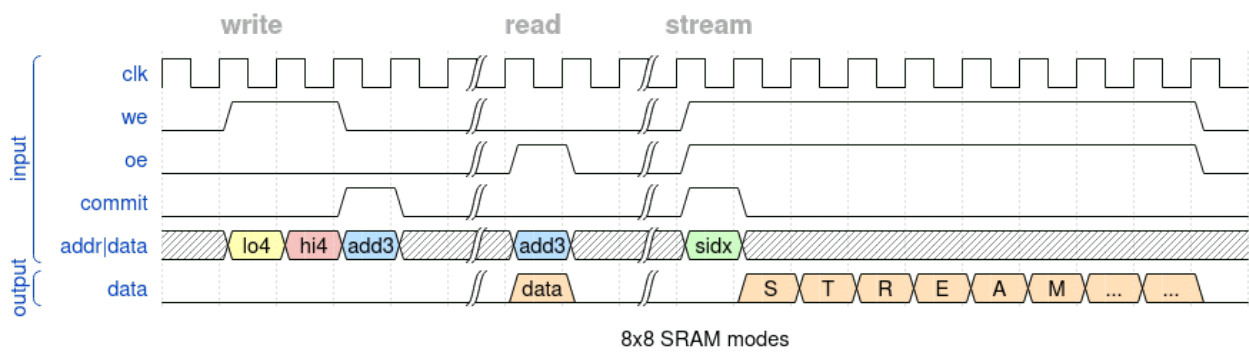 write read stream
input
clk
we
oe
commit
addr|data lo4 hi4 add3 add3 sidx
output
data data S T R E A M ... ...
8x8 SRAM modes